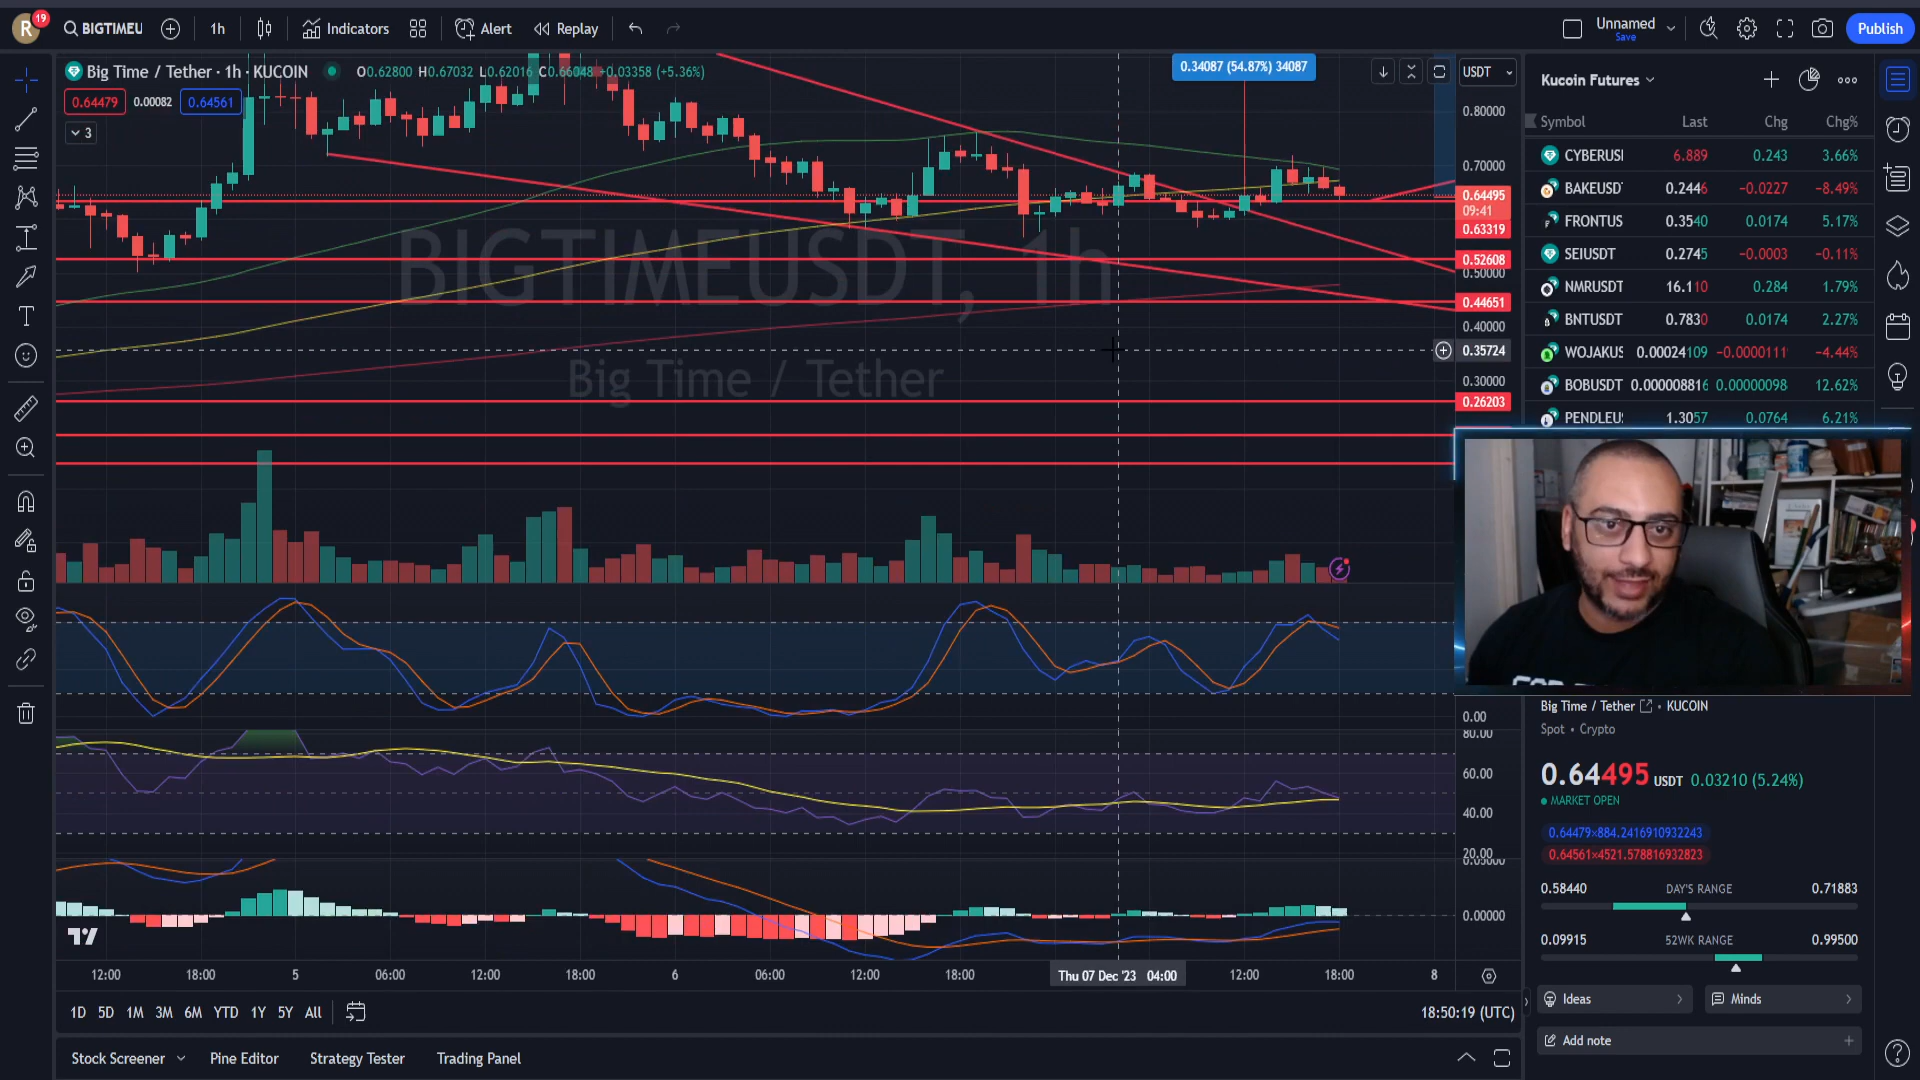 R
19
BIGTIMEU
1h
Indicators
Alert
Replay
Unnamed
Save
Publish
Big Time / Tether · 1h · KUCOIN
O0.62800 H0.67032 L0.62016 C0.66048 +0.03358 (+5.36%)
0.64479
0.00082
0.64561
3
0.34087 (54.87%) 34087
USDT
0.80000
0.70000
0.64495
09:41
0.63319
0.52608
0.50000
0.44651
0.40000
0.35724
0.30000
0.26203
BIGTIMEUSDT, 1h
Big Time / Tether
0.00
80.00
60.00
40.00
20.00
0.05000
0.00000
12:00
18:00
5
06:00
12:00
18:00
6
06:00
12:00
18:00
Thu 07 Dec '23 04:00
12:00
18:00
8
1D
5D
1M
3M
6M
YTD
1Y
5Y
All
18:50:19 (UTC)
Stock Screener
Pine Editor
Strategy Tester
Trading Panel
Kucoin Futures
Symbol Last Chg Chg%
CYBERUSI 6.889 0.243 3.66%
BAKEUSD 0.2446 -0.0227 -8.49%
FRONTUS 0.3540 0.0174 5.17%
SEIUSDT 0.2745 -0.0003 -0.11%
NMRUSDT 16.110 0.284 1.79%
BNTUSDT 0.7830 0.0174 2.27%
WOJAKUS 0.00024109 -0.0000111 -4.44%
BOBUSDT 0.000008816 0.00000098 12.62%
PENDLEU 1.3057 0.0764 6.21%
Big Time / Tether • KUCOIN
Spot • Crypto
0.64495 USDT 0.03210 (5.24%)
MARKET OPEN
0.64479×884.2416910932243
0.64561×4521.578816932823
0.58440 DAY'S RANGE 0.71883
0.09915 52WK RANGE 0.99500
Ideas
Minds
Add note